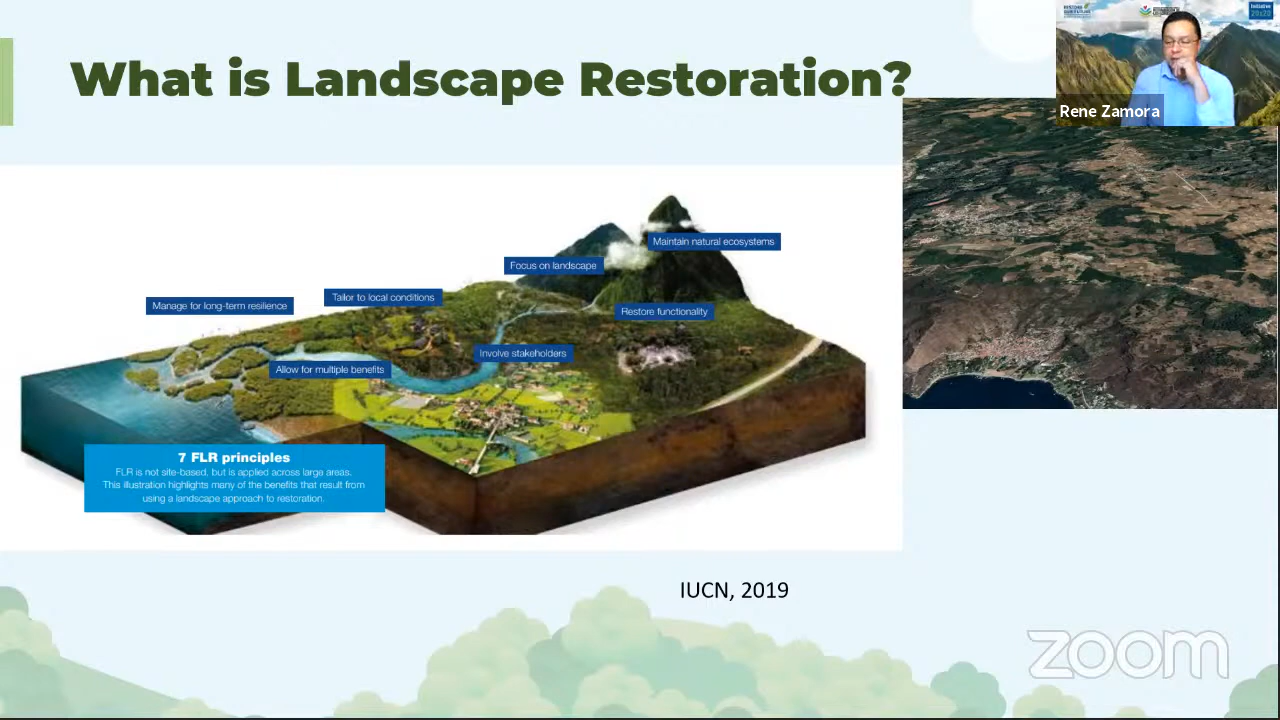 What is Landscape Restoration?
Initiative
20x20
Rene Zamora
Maintain natural ecosystems
Focus on landscape
Tailor to local conditions
Manage for long-term resilience
Restore functionality
Involve stakeholders
Allow for multiple benefits
7 FLR principles
FLR is not site-based, but is applied across large areas.
This illustration highlights many of the benefits that result from
using a landscape approach to restoration.
IUCN, 2019
zoom